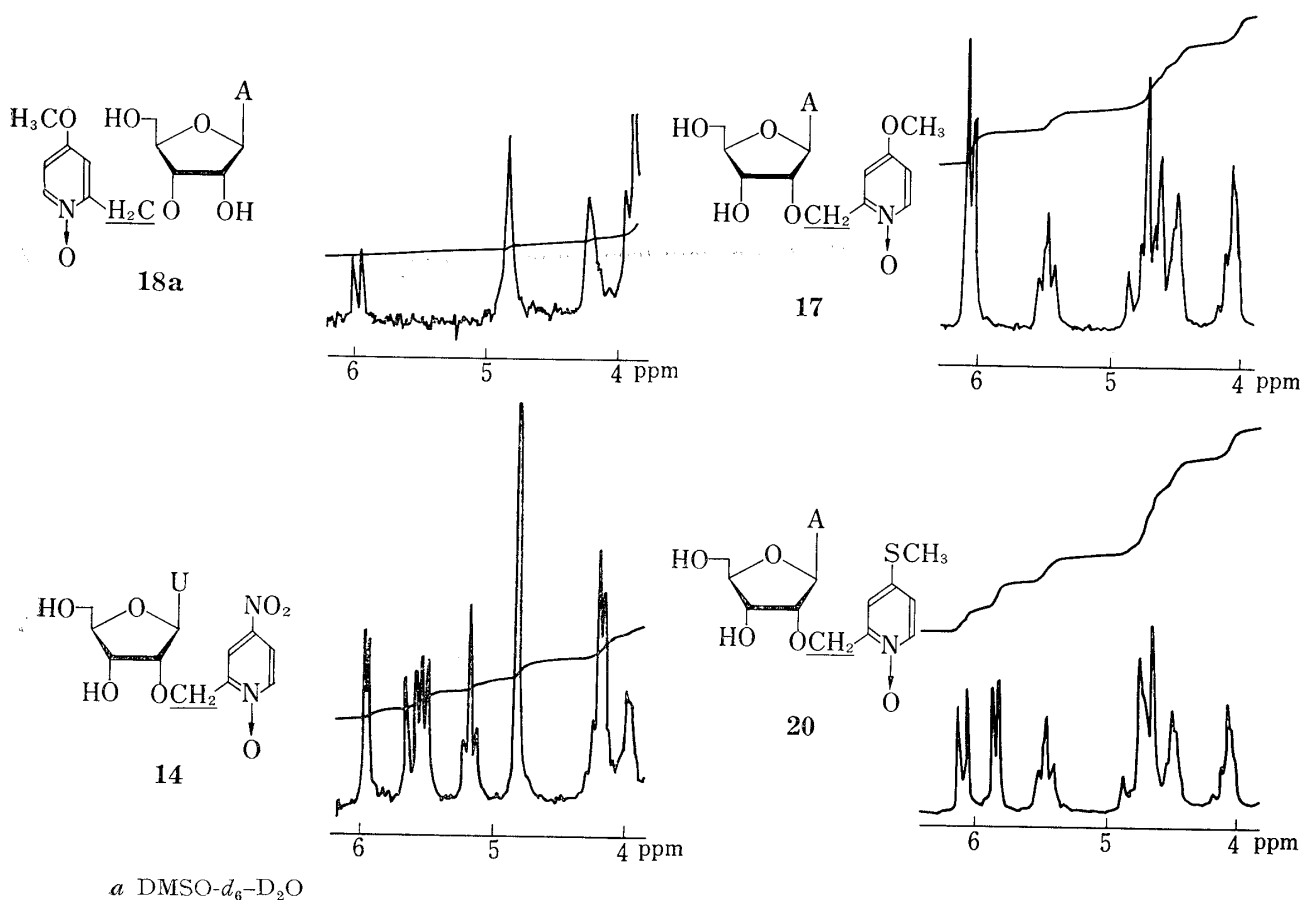 A
H₃CO HO O
N H₂C O OH
O
18a
6 5 4 ppm
A
HO O OCH₃
HO OCH₂ N
O
17
6 5 4 ppm
U
HO O NO₂
HO OCH₂ N
O
14
6 5 4 ppm
A
HO O SCH₃
HO OCH₂ N
O
20
6 5 4 ppm
a DMSO-d₆-D₂O